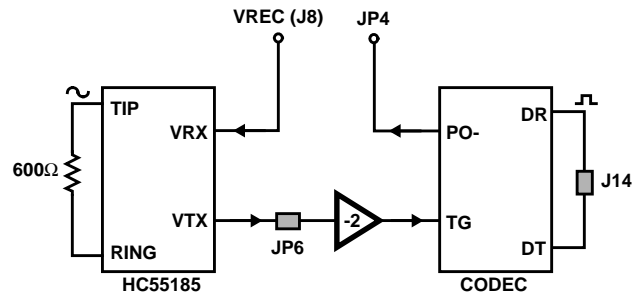 VREC (J8)
JP4
TIP
DR
VRX
PO-
600Ω
J14
VTX
-2
TG
JP6
RING
DT
HC55185
CODEC